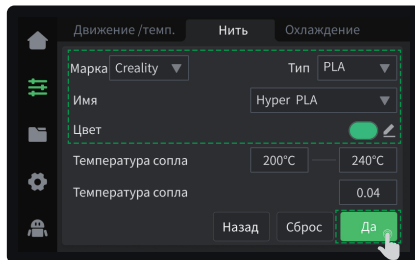 Движение /темп. Нить Охлаждение
Марка Creality Тип PLA
Имя Hyper PLA
Цвет
Температура сопла 200°C 240°C
Температура сопла 0.04
Назад Сброс Да